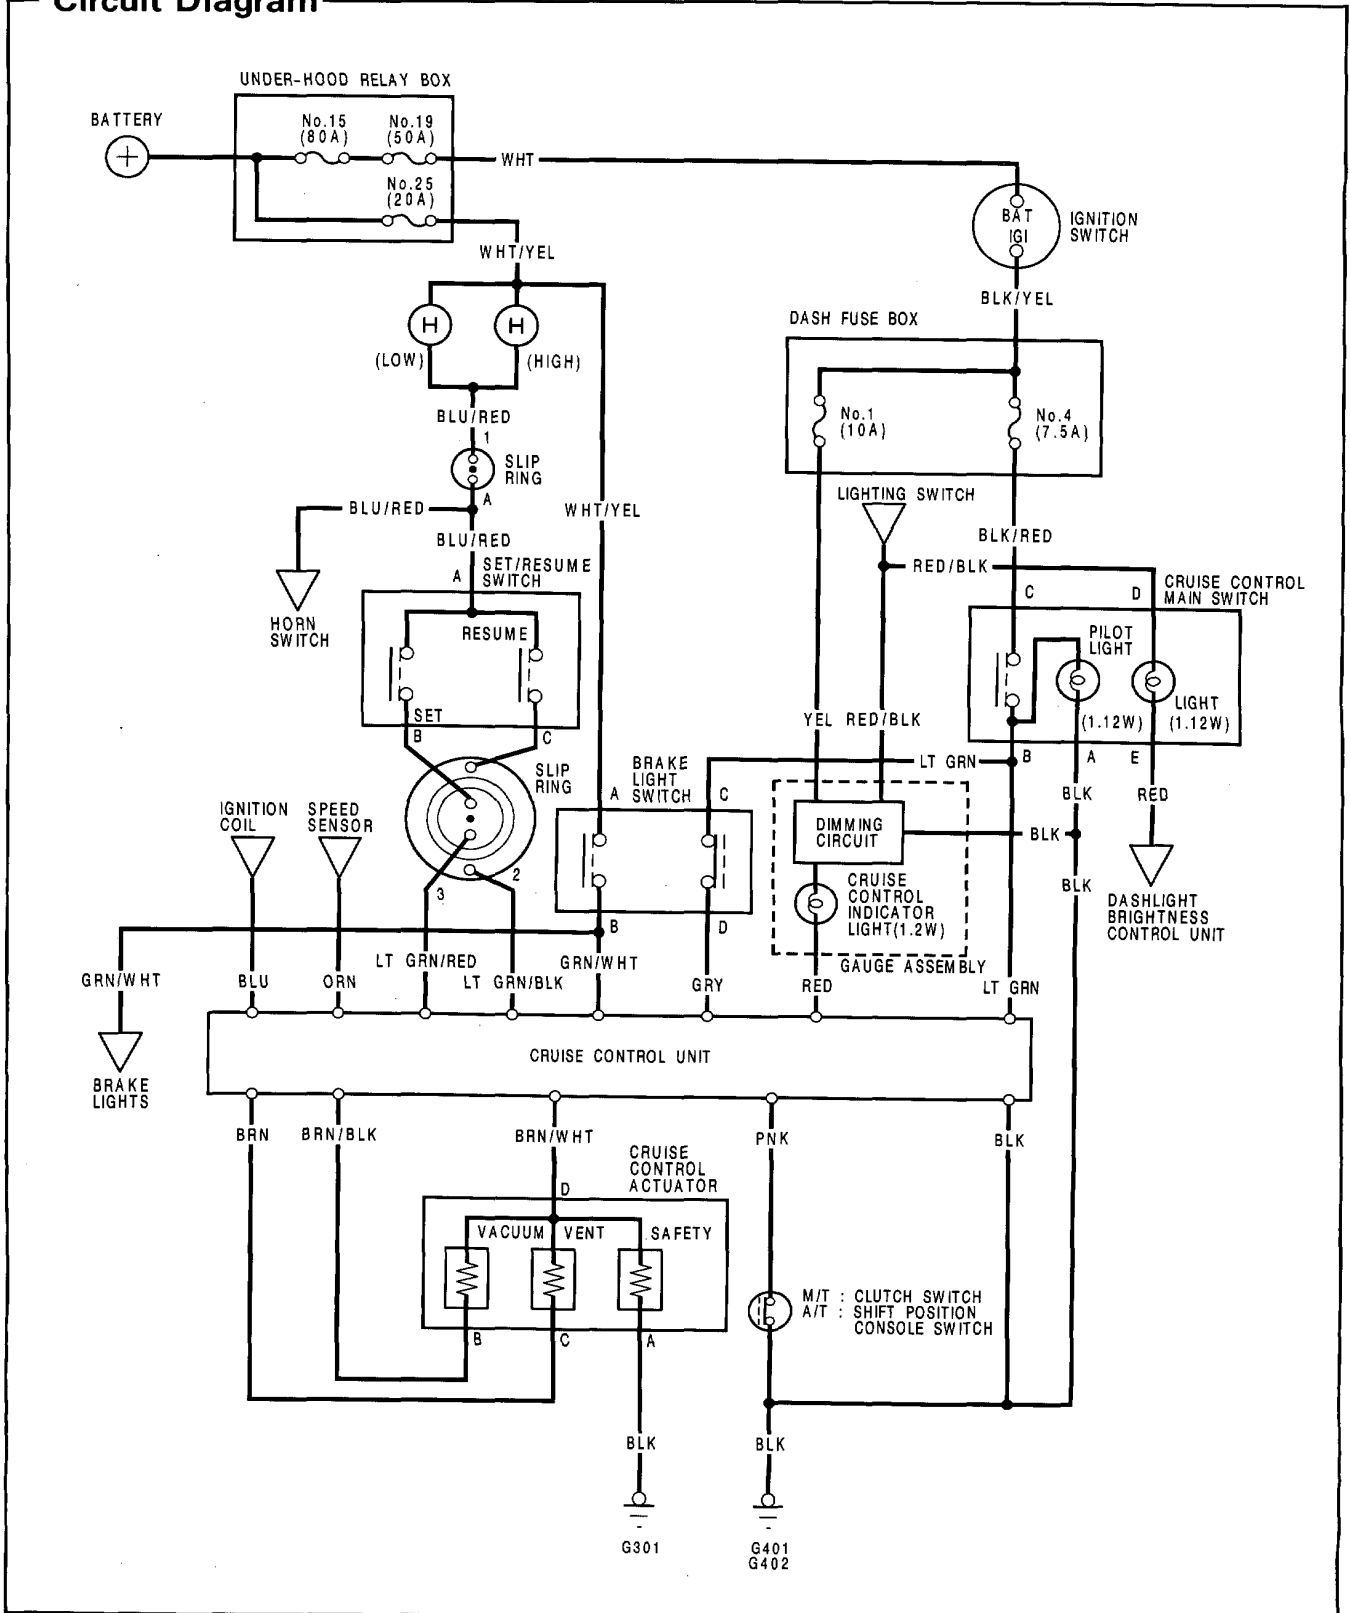 Circuit Diagram
UNDER-HOOD RELAY BOX
BATTERY
No.15
(80A)
No.19
(50A)
+
WHT
No.25
(20A)
BAT
IGI
IGNITION
SWITCH
WHT/YEL
BLK/YEL
DASH FUSE BOX
H
H
(LOW)
(HIGH)
BLU/RED
1
No.1
(10A)
No.4
(7.5A)
SLIP
RING
A
LIGHTING SWITCH
BLU/RED
WHT/YEL
BLU/RED
BLK/RED
SET/RESUME
SWITCH
A
RED/BLK
CRUISE CONTROL
MAIN SWITCH
C
D
HORN
SWITCH
RESUME
PILOT
LIGHT
LIGHT
(1.12W)
(1.12W)
SET
B
C
YEL
RED/BLK
LT GRN
B
A
E
SLIP
RING
BRAKE
LIGHT
SWITCH
A
C
BLK
RED
IGNITION
COIL
SPEED
SENSOR
DIMMING
CIRCUIT
BLK
2
3
CRUISE
CONTROL
INDICATOR
LIGHT(1.2W)
BLK
DASHLIGHT
BRIGHTNESS
CONTROL UNIT
B
D
GAUGE ASSEMBLY
GRN/WHT
BLU
ORN
LT GRN/RED
LT GRN/BLK
GRN/WHT
GRY
RED
LT GRN
CRUISE CONTROL UNIT
BRAKE
LIGHTS
BRN
BRN/BLK
BRN/WHT
PNK
BLK
CRUISE
CONTROL
ACTUATOR
D
VACUUM
VENT
SAFETY
M/T : CLUTCH SWITCH
A/T : SHIFT POSITION
CONSOLE SWITCH
B
C
A
BLK
BLK
G301
G401
G402